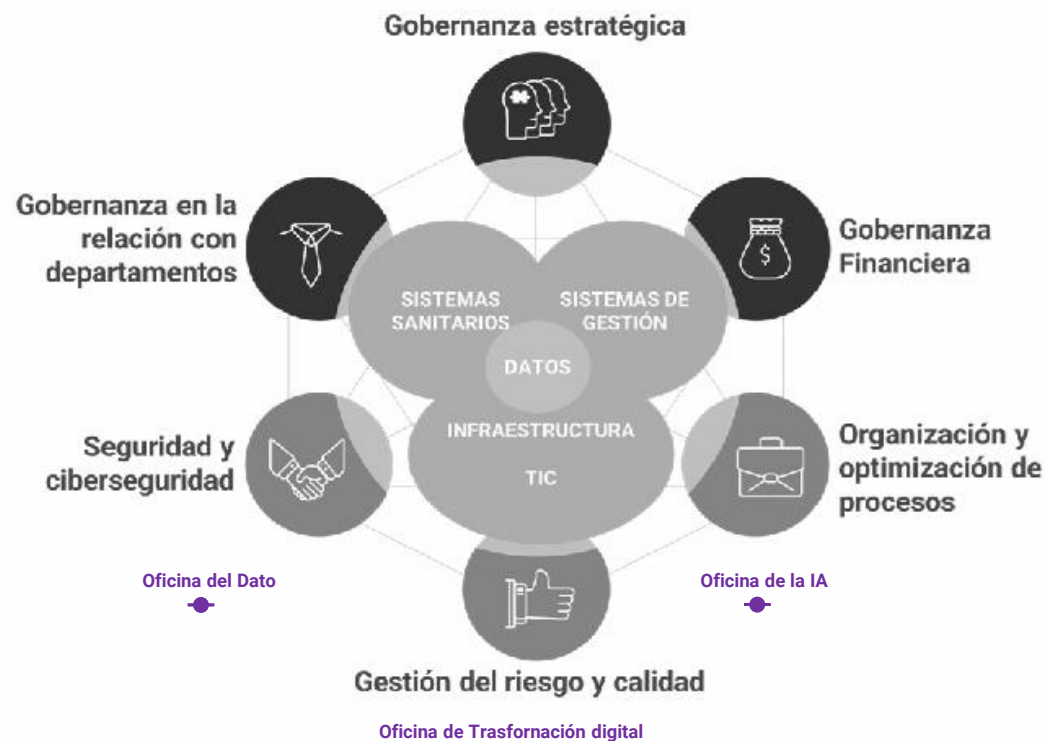 Gobernanza estratégica
Gobernanza en la
relación con
departamentos
$
Gobernanza
Financiera
SISTEMAS
SANITARIOS
SISTEMAS DE
GESTIÓN
DATOS
INFRAESTRUCTURA
TIC
Seguridad y
ciberseguridad
Organización y
optimización de
procesos
Oficina del Dato
Oficina de la IA
Gestión del riesgo y calidad
Oficina de Trasfornación digital